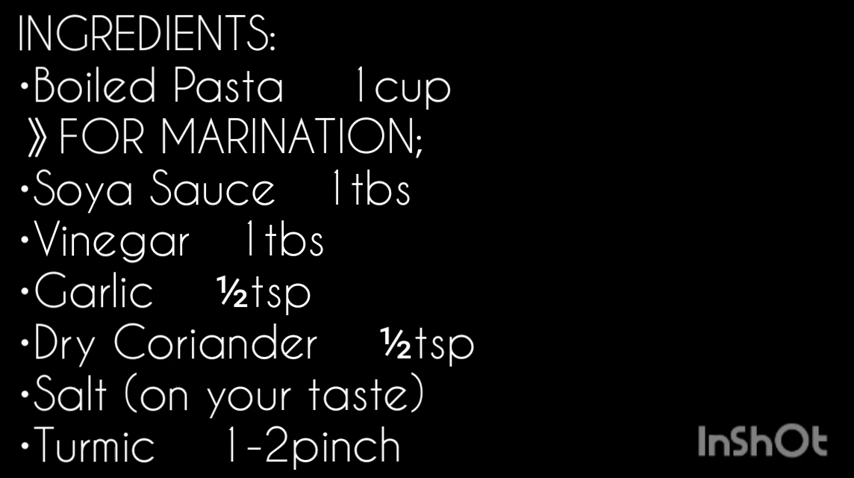 INGREDIENTS:
•Boiled Pasta 1cup
》FOR MARINATION;
•Soya Sauce 1tbs
•Vinegar 1tbs
•Garlic ½tsp
•Dry Coriander ½tsp
•Salt (on your taste)
•Turmic 1-2pinch
InShOt